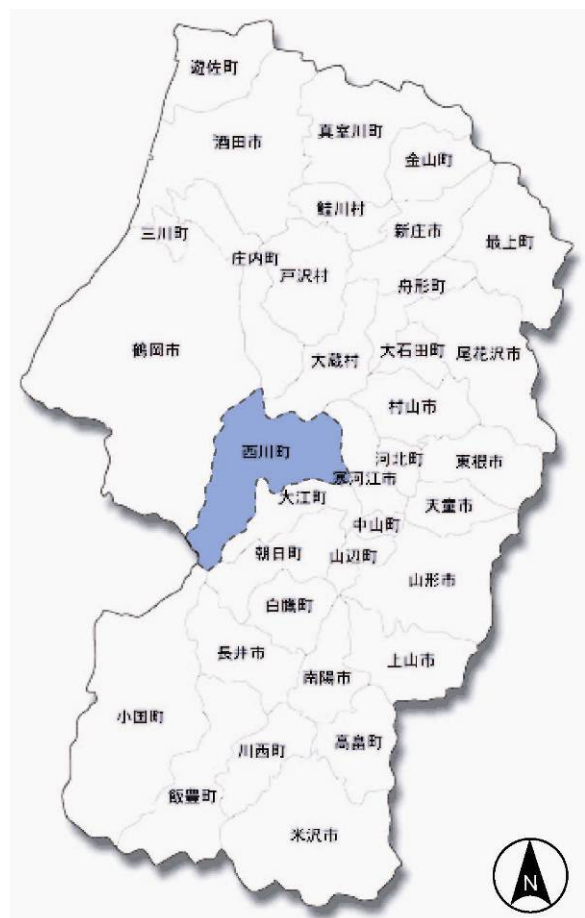 遊佐町
酒田市
真室川町
金山町
鮭川村
新庄市
最上町
三川町
庄内町
戸沢村
舟形町
鶴岡市
大蔵村
大石田町
尾花沢市
村山市
西川町
河北町
東根市
寒河江市
大江町
天童市
中山町
朝日町
山辺町
山形市
白鷹町
長井市
上山市
南陽市
小国町
高畠町
川西町
飯豊町
米沢市
N